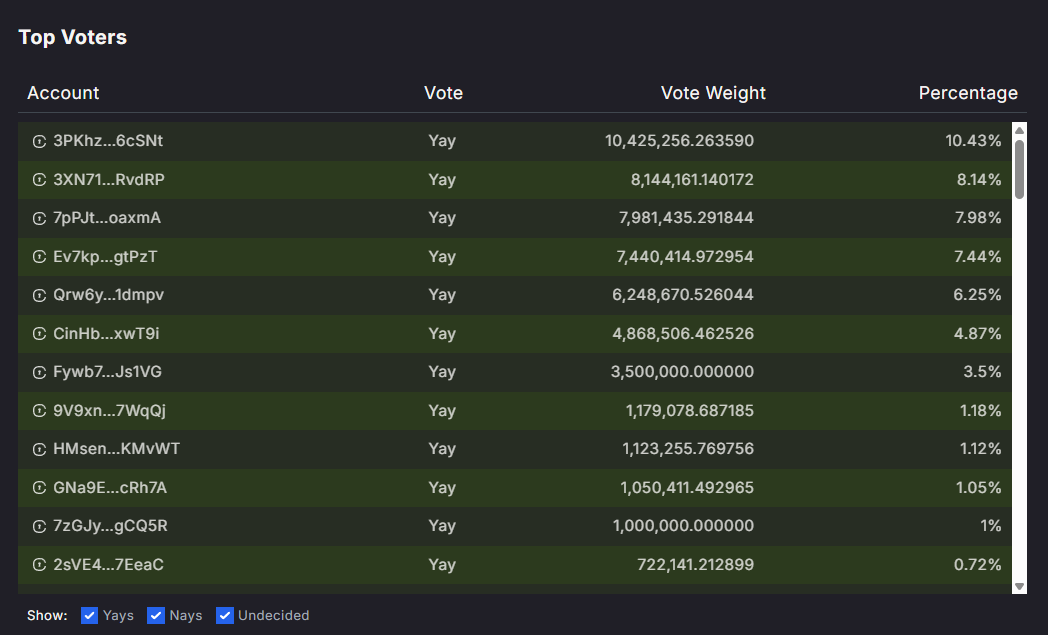 Top Voters
Account Vote Vote Weight Percentage
3PKhz...6cSNt Yay 10,425,256.263590 10.43%
3XN71...RvdRP Yay 8,144,161.140172 8.14%
7pPJt...oaxmA Yay 7,981,435.291844 7.98%
Ev7kp...gtPzT Yay 7,440,414.972954 7.44%
Qrw6y...1dmpv Yay 6,248,670.526044 6.25%
CinHb...xwT9i Yay 4,868,506.462526 4.87%
Fywb7...Js1VG Yay 3,500,000.000000 3.5%
9V9xn...7WqQj Yay 1,179,078.687185 1.18%
HMsen...KMvWT Yay 1,123,255.769756 1.12%
GNa9E...cRh7A Yay 1,050,411.492965 1.05%
7zGJy...gCQ5R Yay 1,000,000.000000 1%
2sVE4...7EeaC Yay 722,141.212899 0.72%
Show: Yays Nays Undecided